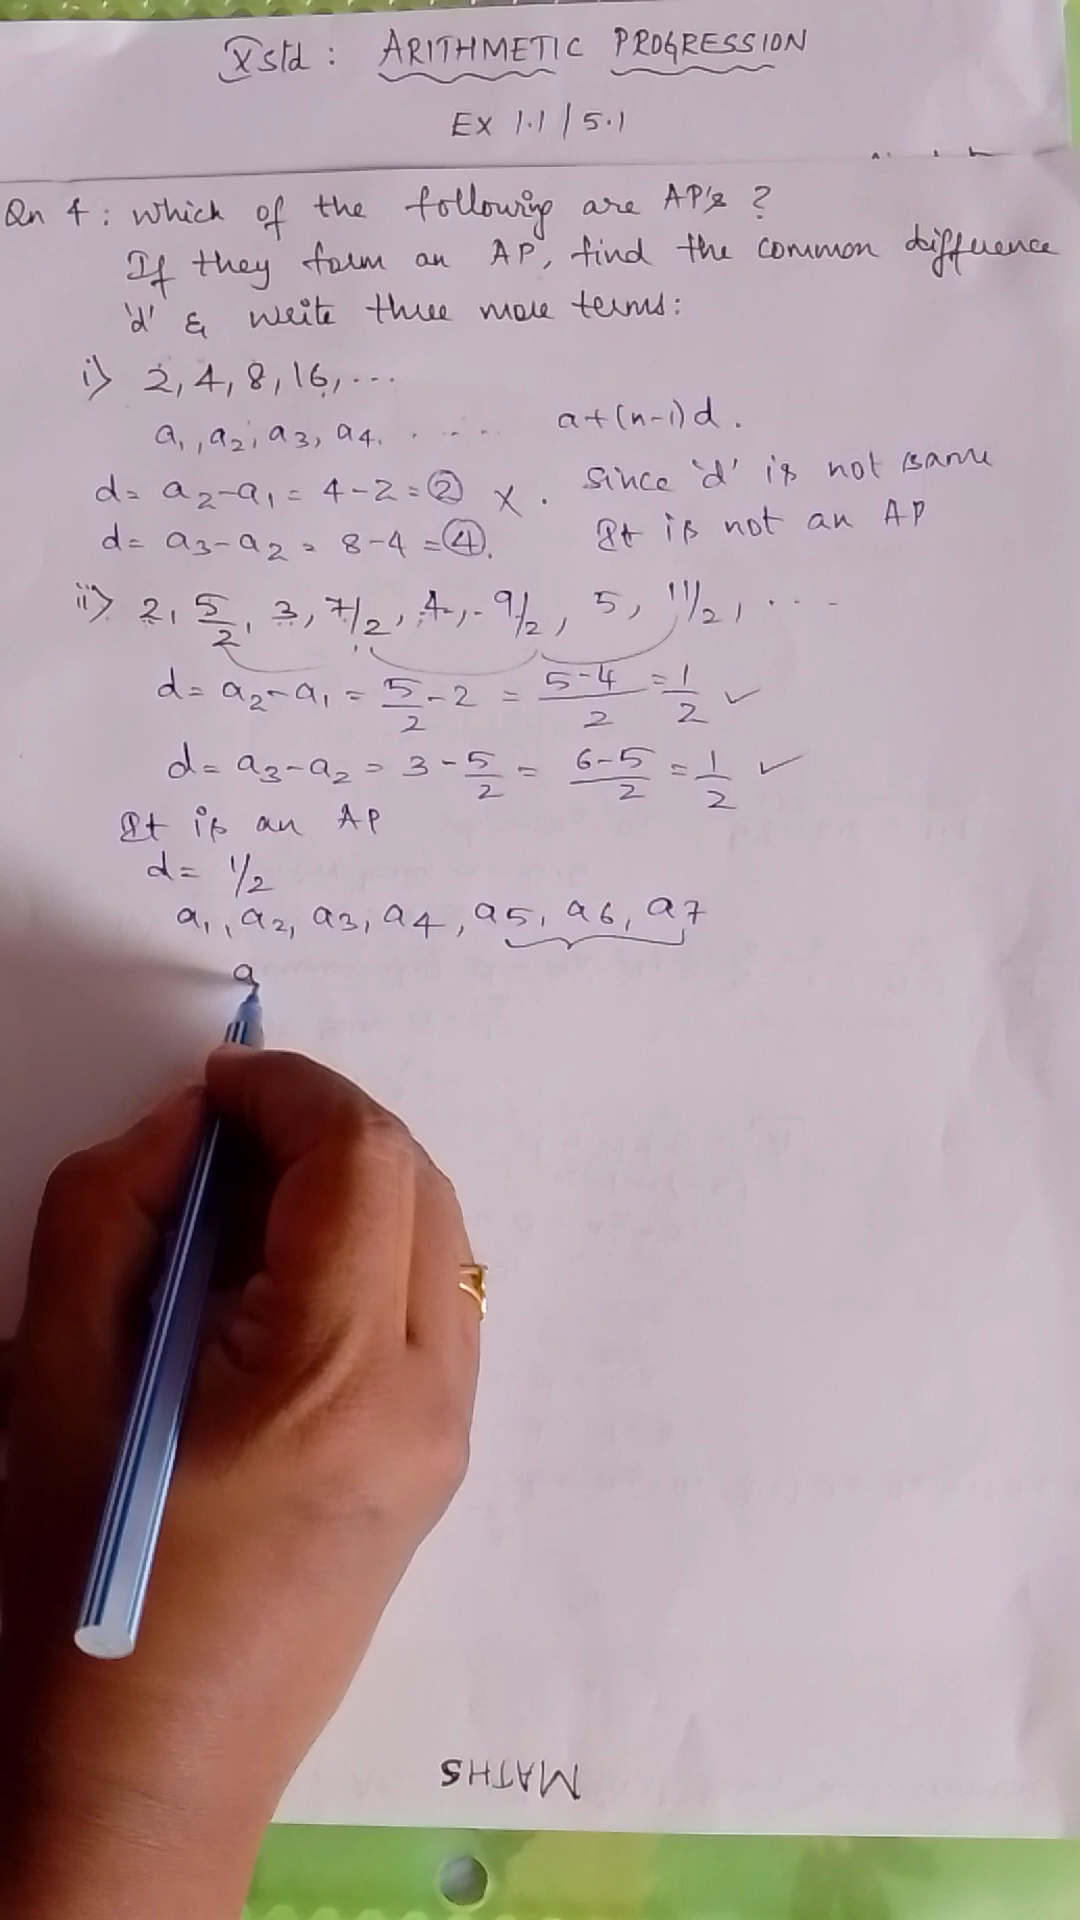 X std : ARITHMETIC PROGRESSION
Ex 1.1 / 5.1
Qn 4 : Which of the following are AP's ?
If they form an AP, find the common difference
'd' & write three more terms :
i) 2, 4, 8, 16, ...
a1, a2, a3, a4, . . . . .
a+(n-1)d .
d = a2-a1 = 4-2 = 2 X .
Since 'd' is not same
d = a3-a2 = 8-4 = 4.
It is not an AP
ii) 2, 5/2, 3, 7/2, 4, 9/2, 5, 11/2, . . .
d = a2-a1 = 5/2 - 2 = 5-4/2 = 1/2 ✓
d = a3-a2 = 3 - 5/2 = 6-5/2 = 1/2 ✓
It is an AP
d = 1/2
a1, a2, a3, a4, a5, a6, a7
a
MATHS